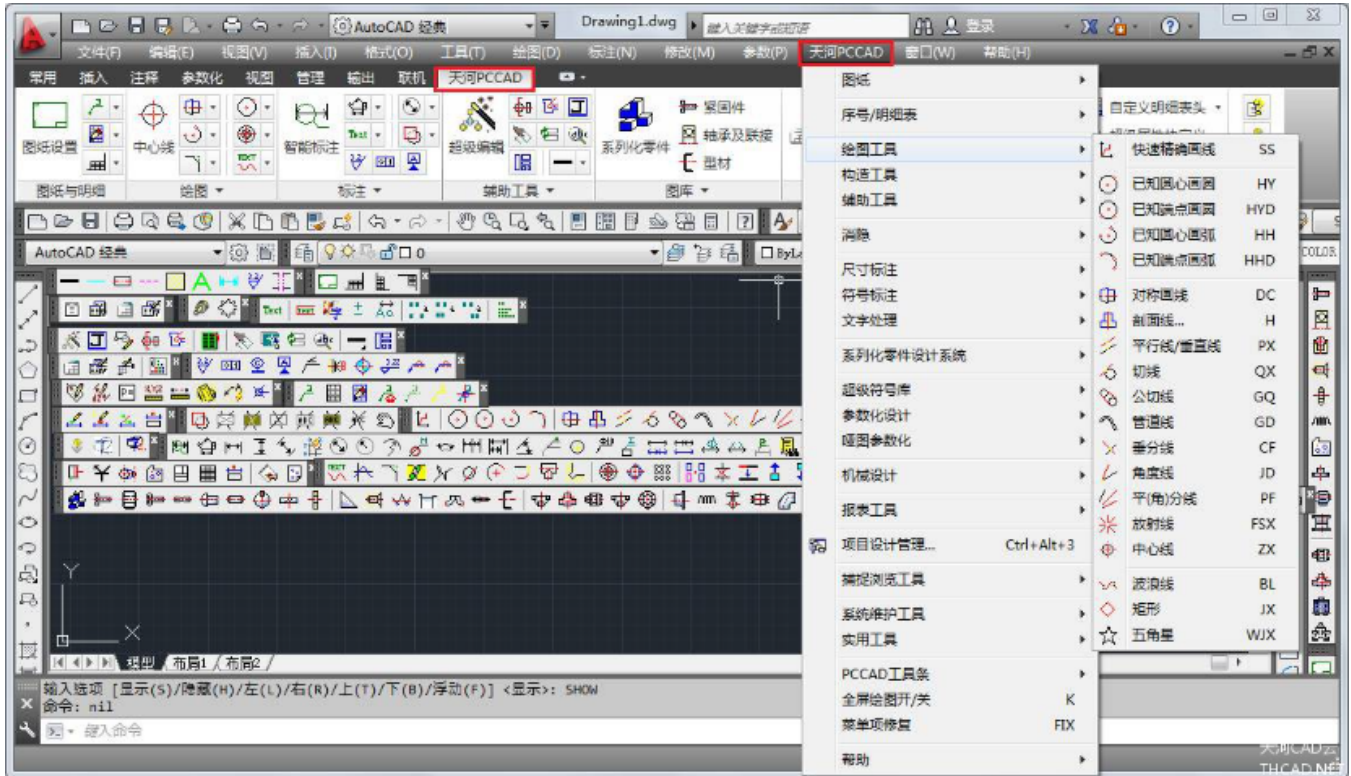 AutoCAD 经典
Drawing1.dwg
键入关键字或短语
登录
文件(F) 编辑(E) 视图(V) 插入(I) 格式(O) 工具(T) 绘图(D) 标注(N) 修改(M) 参数(P) 天河PCCAD 窗口(W) 帮助(H)
常用 插入 注释 参数化 视图 管理 输出 联机 天河PCCAD
图纸设置
中心线
智能标注
超级编辑
系列化零件
紧固件
轴承及联接
型材
自定义明细表头
图纸与明细
绘图
标注
辅助工具
图库
AutoCAD 经典
0
COLOR
图纸
序号/明细表
绘图工具
构造工具
辅助工具
消隐
尺寸标注
符号标注
文字处理
系列化零件设计系统
超级符号库
参数化设计
哑图参数化
机械设计
报表工具
项目设计管理... Ctrl+Alt+3
捕捉浏览工具
系统维护工具
实用工具
PCCAD工具条
全屏绘图开/关 K
菜单项修复 FIX
帮助
快速精确画线 SS
已知圆心画圆 HY
已知端点画圆 HYD
已知圆心画弧 HH
已知端点画弧 HHD
对称画线 DC
剖面线... H
平行线/垂直线 PX
切线 QX
公切线 GQ
管道线 GD
垂分线 CF
角度线 JD
平(角)分线 PF
放射线 FSX
中心线 ZX
波浪线 BL
矩形 JX
五角星 WJX
Y
X
模型 布局1 布局2
输入选项 [显示(S)/隐藏(H)/左(L)/右(R)/上(T)/下(B)/浮动(F)] <显示>: SHOW
命令: nil
键入命令
天河CAD云
THCAD.NET